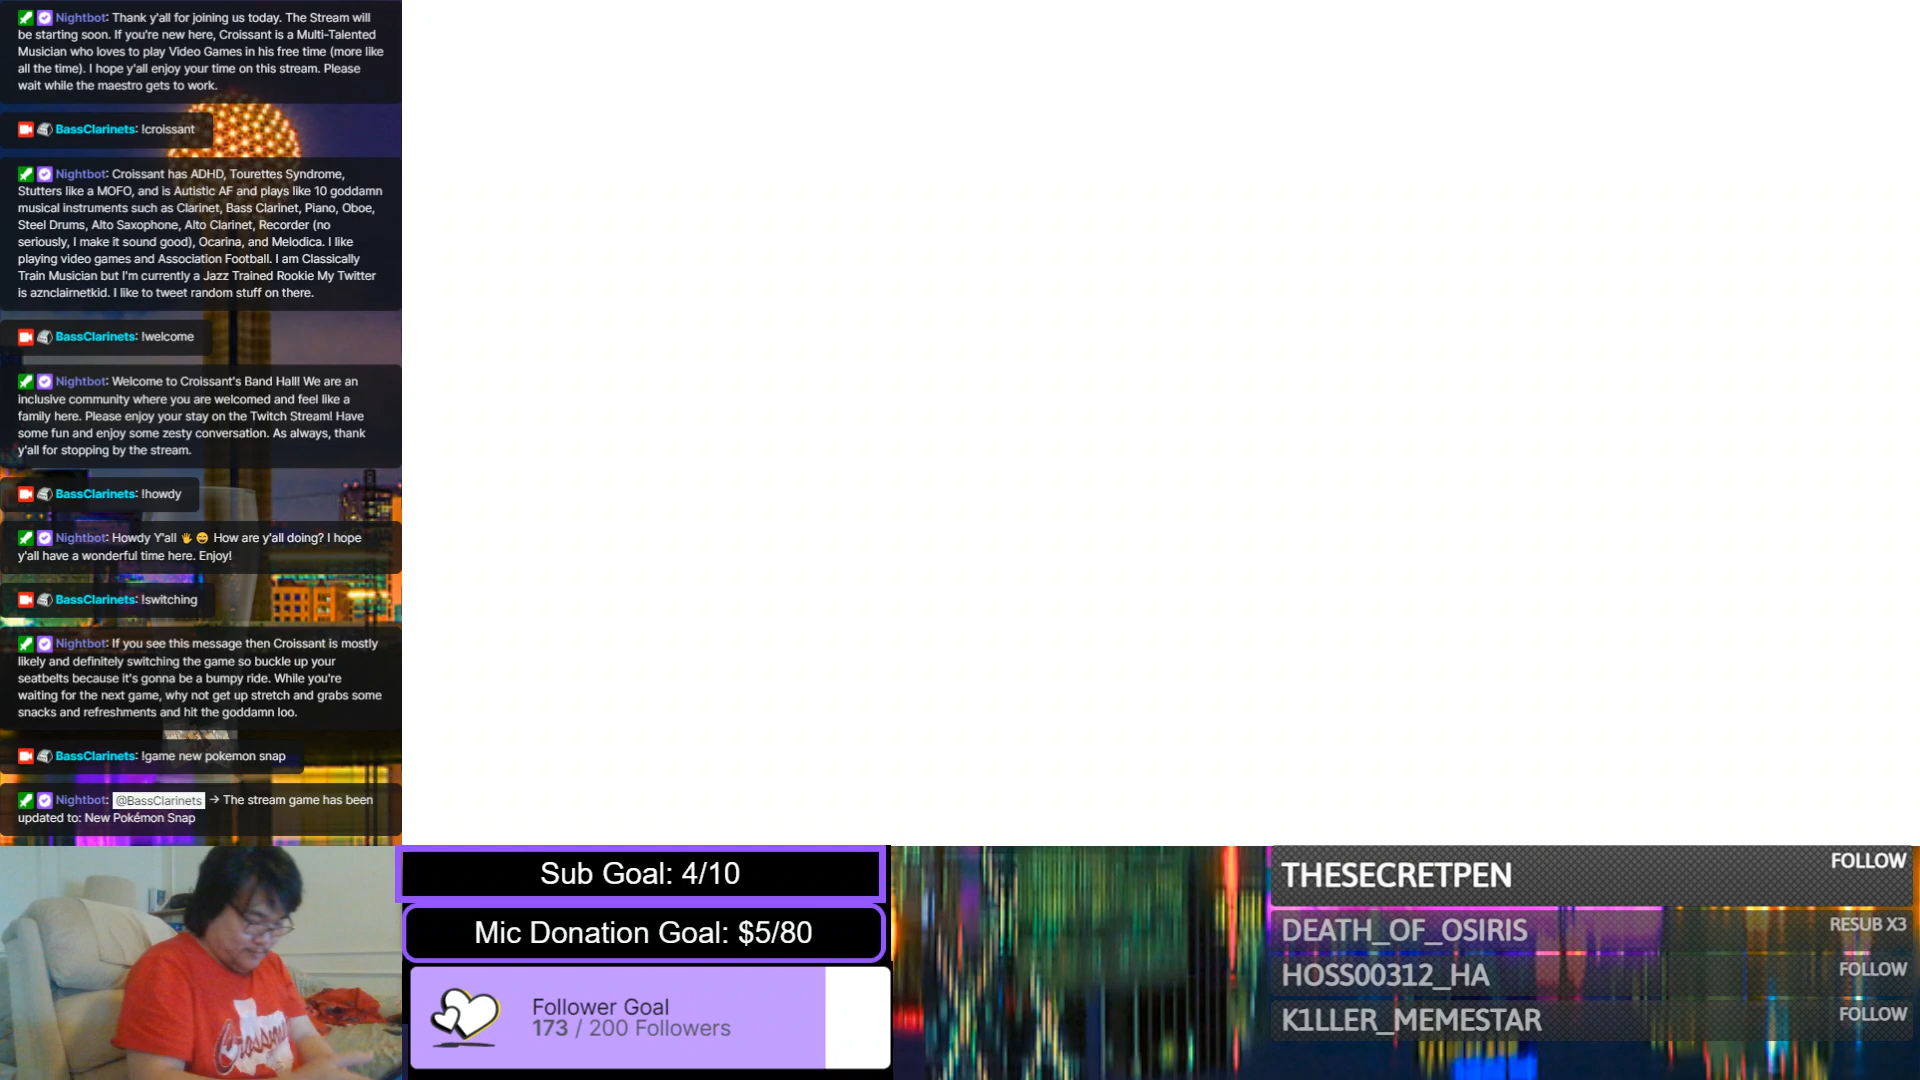 Nightbot: Thank y'all for joining us today. The Stream will
be starting soon. If you're new here, Croissant is a Multi-Talented
Musician who loves to play Video Games in his free time (more like
all the time). I hope y'all enjoy your time on this stream. Please
wait while the maestro gets to work.
BassClarinets: !croissant
Nightbot: Croissant has ADHD, Tourettes Syndrome,
Stutters like a MOFO, and is Autistic AF and plays like 10 goddamn
musical instruments such as Clarinet, Bass Clarinet, Piano, Oboe,
Steel Drums, Alto Saxophone, Alto Clarinet, Recorder (no
seriously, I make it sound good), Ocarina, and Melodica. I like
playing video games and Association Football. I am Classically
Train Musician but I'm currently a Jazz Trained Rookie My Twitter
is aznclairnetkid. I like to tweet random stuff on there.
BassClarinets: !welcome
Nightbot: Welcome to Croissant's Band Hall! We are an
inclusive community where you are welcomed and feel like a
family here. Please enjoy your stay on the Twitch Stream! Have
some fun and enjoy some zesty conversation. As always, thank
y'all for stopping by the stream.
BassClarinets: !howdy
Nightbot: Howdy Y'all 🖐 😄 How are y'all doing? I hope
y'all have a wonderful time here. Enjoy!
BassClarinets: !switching
Nightbot: If you see this message then Croissant is mostly
likely and definitely switching the game so buckle up your
seatbelts because it's gonna be a bumpy ride. While you're
waiting for the next game, why not get up stretch and grabs some
snacks and refreshments and hit the goddamn loo.
BassClarinets: !game new pokemon snap
Nightbot: @BassClarinets → The stream game has been
updated to: New Pokémon Snap
Sub Goal: 4/10
Mic Donation Goal: $5/80
Follower Goal
173 / 200 Followers
THESECRETPEN FOLLOW
DEATH_OF_OSIRIS RESUB X3
HOSS00312_HA FOLLOW
K1LLER_MEMESTAR FOLLOW